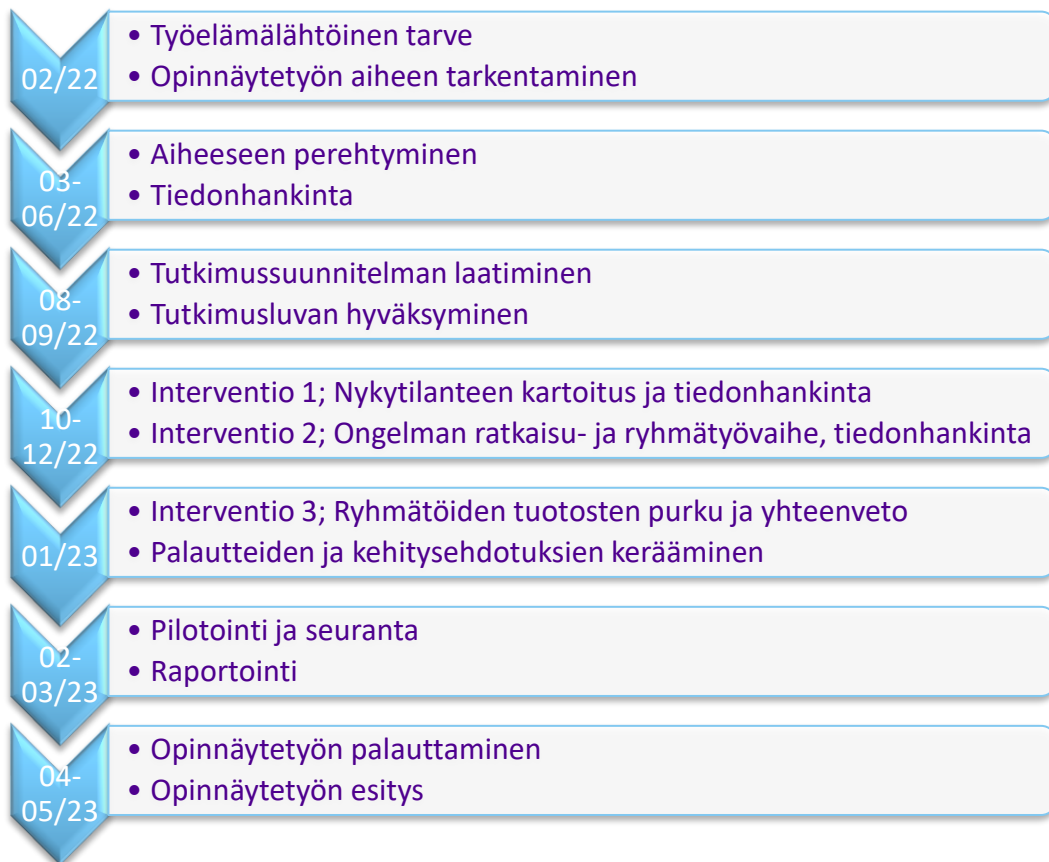 02/22
• Työelämälähtöinen tarve
• Opinnäytetyön aiheen tarkentaminen
03-
06/22
• Aiheeseen perehtyminen
• Tiedonhankinta
08-
09/22
• Tutkimussuunnitelman laatiminen
• Tutkimusluvan hyväksyminen
10-
12/22
• Interventio 1; Nykytilanteen kartoitus ja tiedonhankinta
• Interventio 2; Ongelman ratkaisu- ja ryhmätyövaihe, tiedonhankinta
01/23
• Interventio 3; Ryhmätöiden tuotosten purku ja yhteenveto
• Palautteiden ja kehitysehdotuksien kerääminen
02-
03/23
• Pilotointi ja seuranta
• Raportointi
04-
05/23
• Opinnäytetyön palauttaminen
• Opinnäytetyön esitys